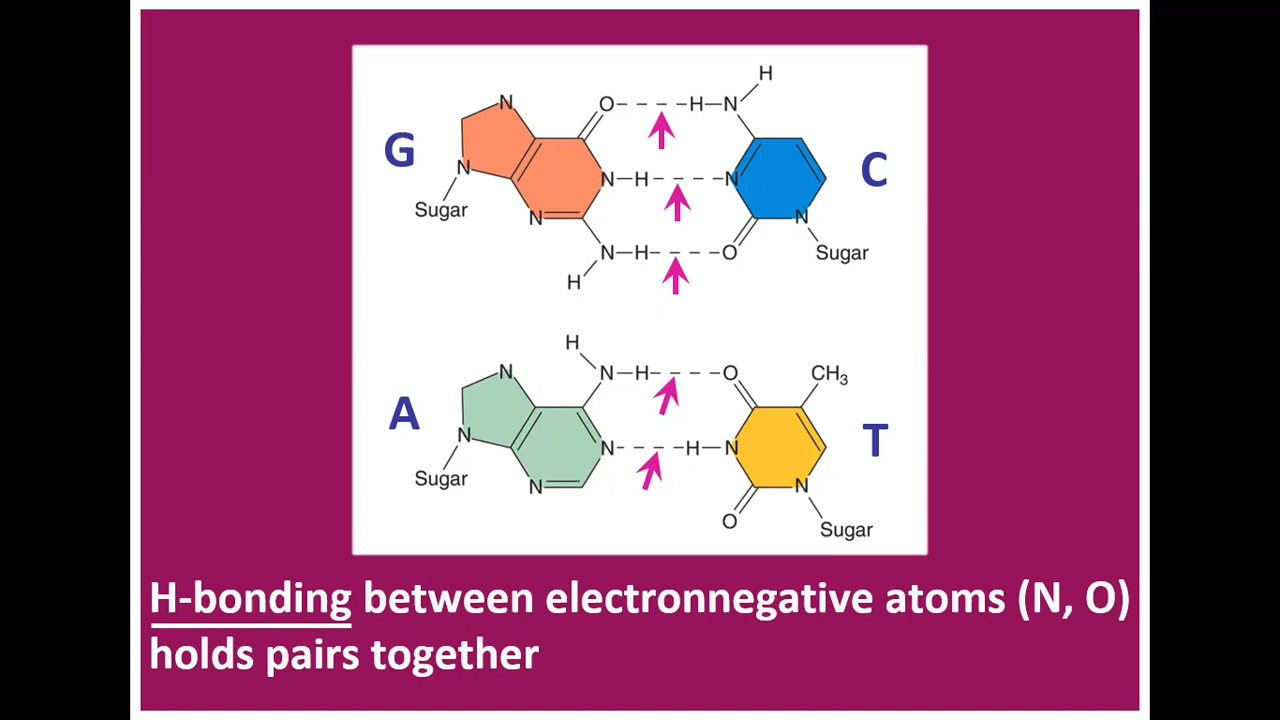 H
N O H N
G C
N N H N
Sugar N N
N H O Sugar
H
H
N N H O CH3
A T
N N H N
Sugar N N
O Sugar
H-bonding between electronnegative atoms (N, O)
holds pairs together